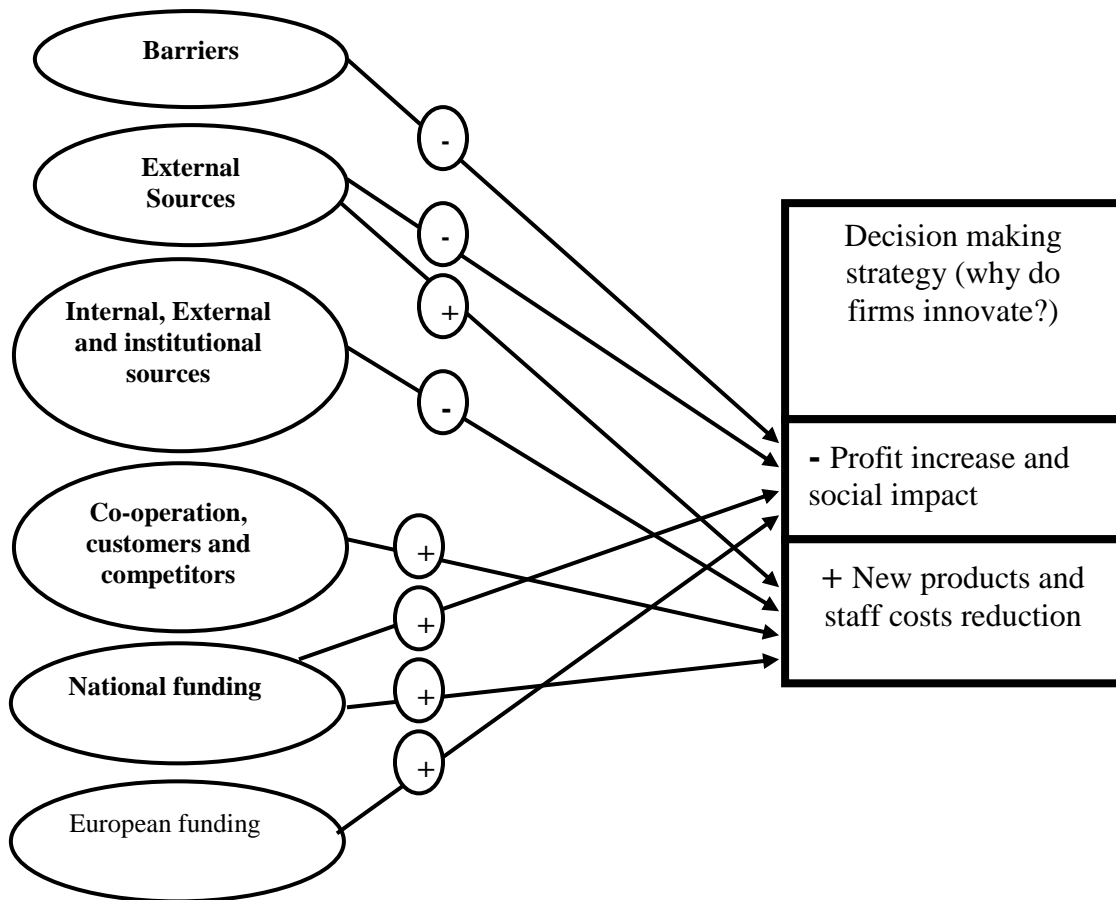 Barriers
-
External
Sources
-
+
Internal, External
and institutional
sources
-
Co-operation,
customers and
competitors
+
+
National funding
+
+
European funding
Decision making
strategy (why do
firms innovate?)
- Profit increase and
social impact
+ New products and
staff costs reduction